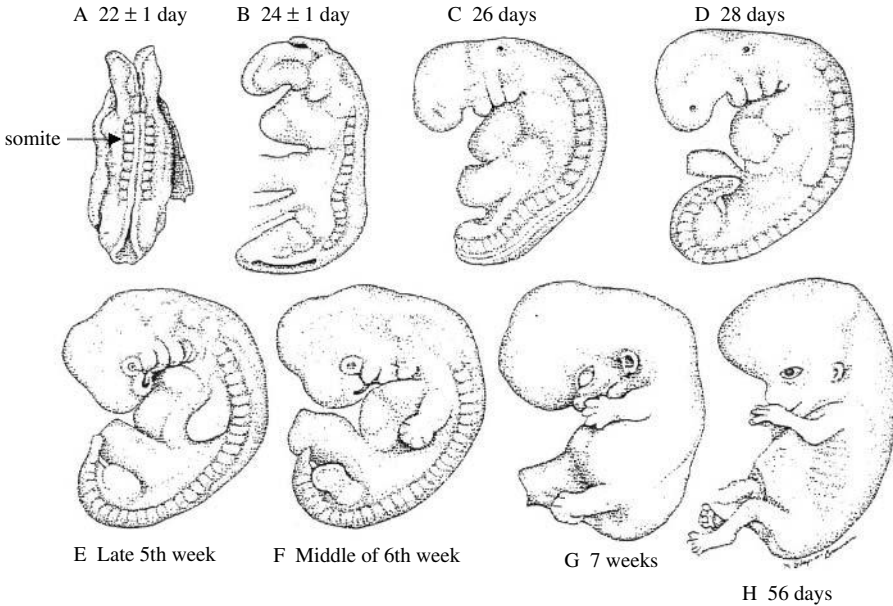 A 22 ± 1 day
B 24 ± 1 day
C 26 days
D 28 days
somite
E Late 5th week
F Middle of 6th week
G 7 weeks
H 56 days